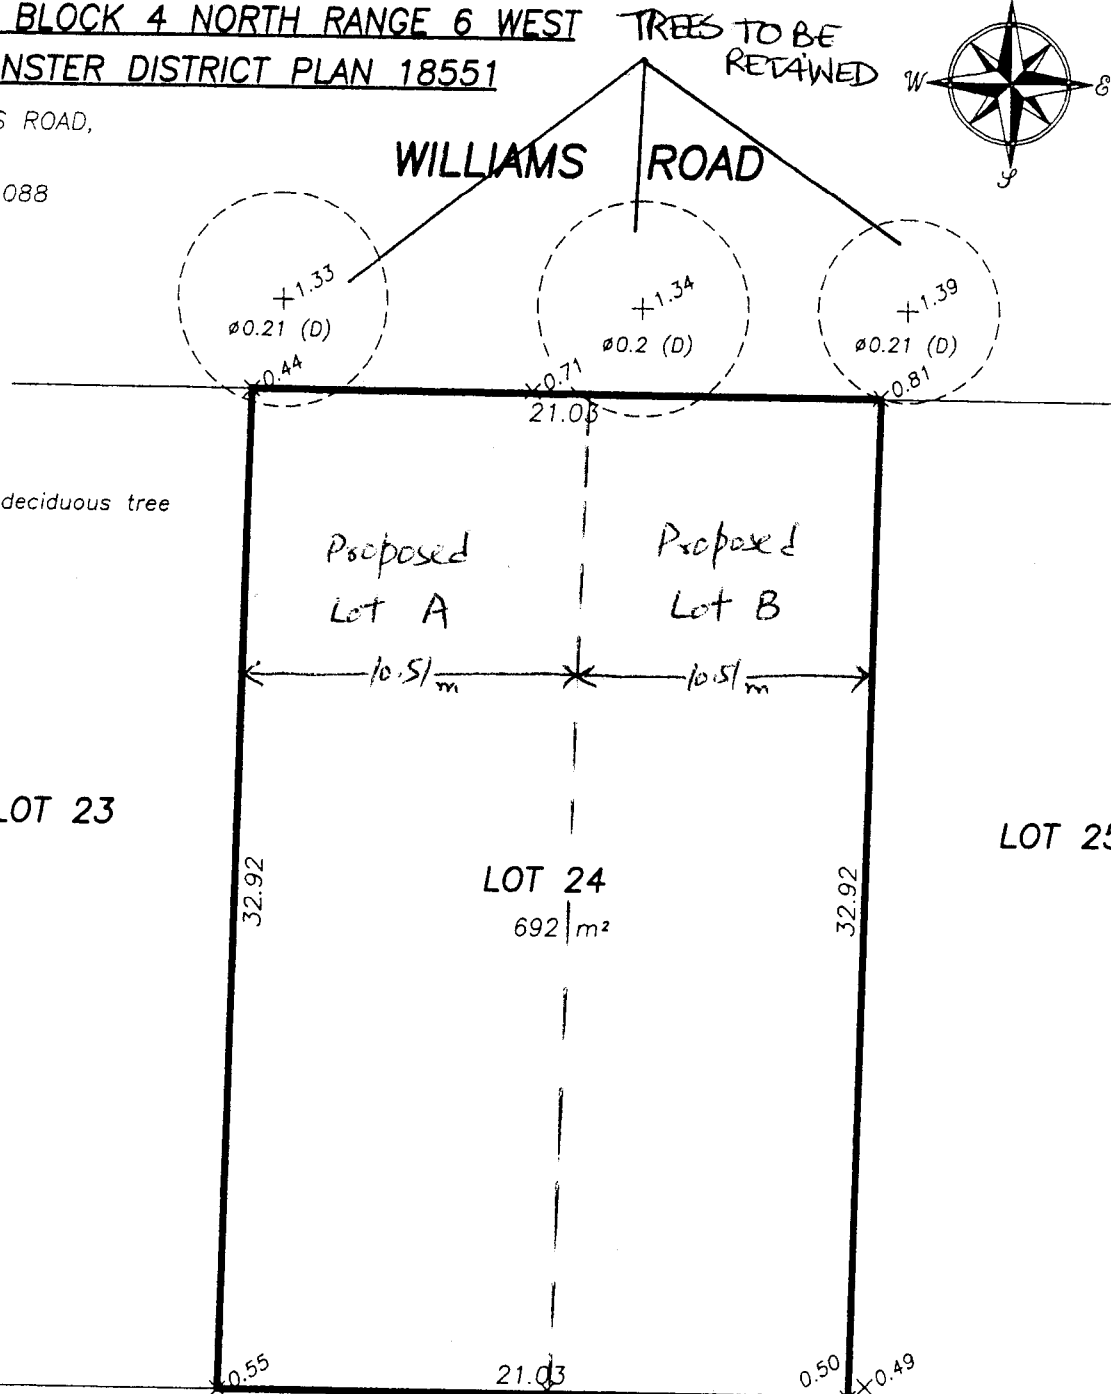 BLOCK 4 NORTH RANGE 6 WEST
NSTER DISTRICT PLAN 18551
S ROAD,
088
TREES TO BE
RETAINED
W
E
S
WILLIAMS ROAD
1.33
ø0.21 (D)
1.34
ø0.2 (D)
1.39
ø0.21 (D)
0.44
0.71
0.81
21.03
deciduous tree
Proposed
Lot A
Proposed
Lot B
10.51 m
10.51 m
LOT 23
LOT 25
32.92
LOT 24
692 m²
32.92
0.55
21.03
0.50
0.49